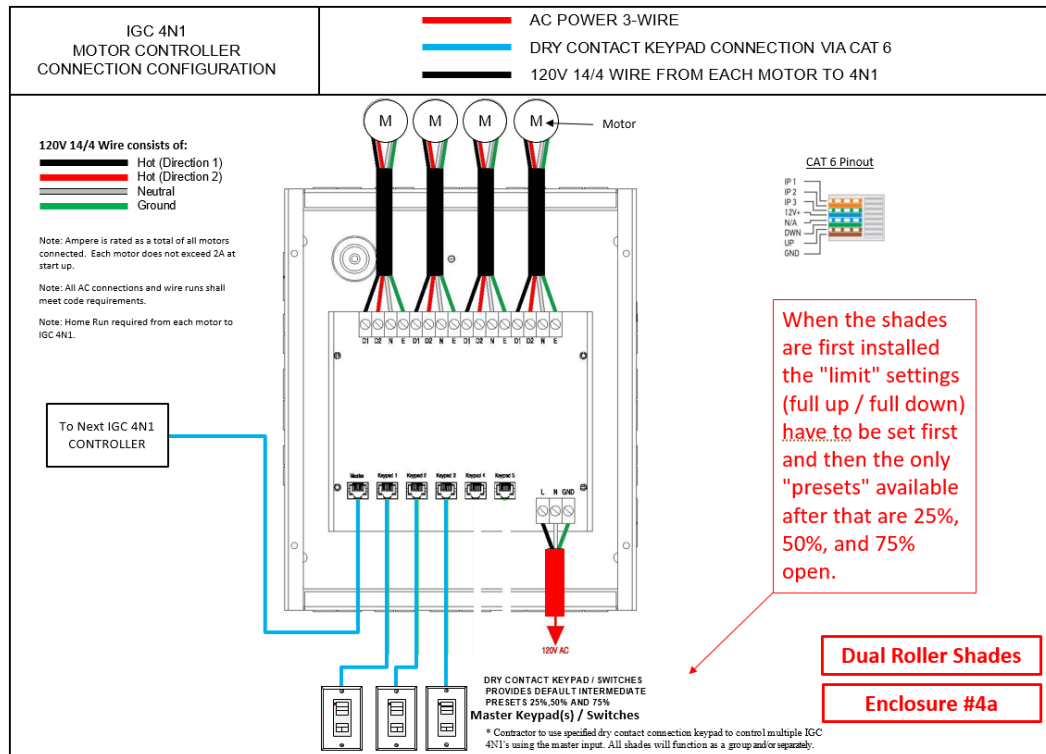 IGC 4N1
MOTOR CONTROLLER
CONNECTION CONFIGURATION
AC POWER 3-WIRE
DRY CONTACT KEYPAD CONNECTION VIA CAT 6
120V 14/4 WIRE FROM EACH MOTOR TO 4N1
M M M M
Motor
120V 14/4 Wire consists of:
Hot (Direction 1)
Hot (Direction 2)
Neutral
Ground
Note: Ampere is rated as a total of all motors
connected. Each motor does not exceed 2A at
start up.
Note: All AC connections and wire runs shall
meet code requirements.
Note: Home Run required from each motor to
IGC 4N1.
CAT 6 Pinout
IP 1
IP 2
IP 3
12V+
N/A
DWN
UP
GND
D1 D2 N E D1 D2 N E D1 D2 N E D1 D2 N E
When the shades
are first installed
the "limit" settings
(full up / full down)
have to be set first
and then the only
"presets" available
after that are 25%,
50%, and 75%
open.
To Next IGC 4N1
CONTROLLER
Master Keypad 1 Keypad 2 Keypad 3 Keypad 4 Keypad 5
L N GND
120V AC
DRY CONTACT KEYPAD / SWITCHES
PROVIDES DEFAULT INTERMEDIATE
PRESETS 25%,50% AND 75%
Master Keypad(s) / Switches
* Contractor to use specified dry contact connection keypad to control multiple IGC
4N1's using the master input. All shades will function as a group and/or separately.
Dual Roller Shades
Enclosure #4a